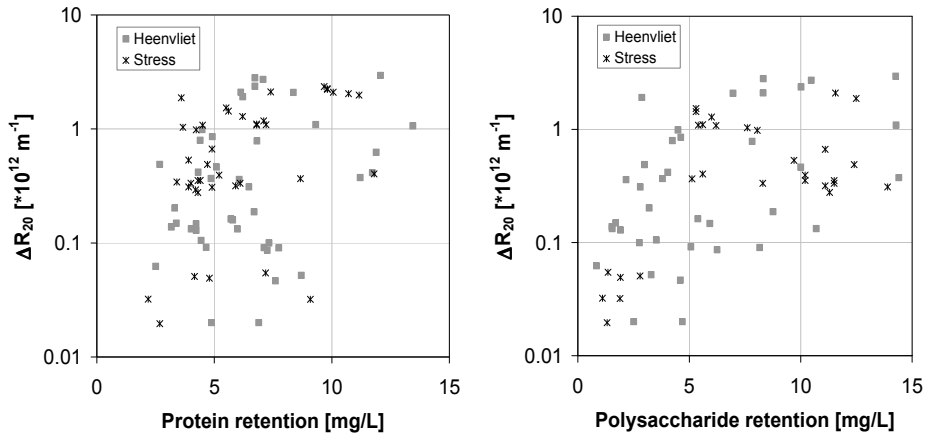 10
1
0.1
0.01
ΔR20 [*10^12 m^-1]
Heenvliet
Stress
0 5 10 15
Protein retention [mg/L]
10
1
0.1
0.01
ΔR20 [*10^12 m^-1]
Heenvliet
Stress
0 5 10 15
Polysaccharide retention [mg/L]